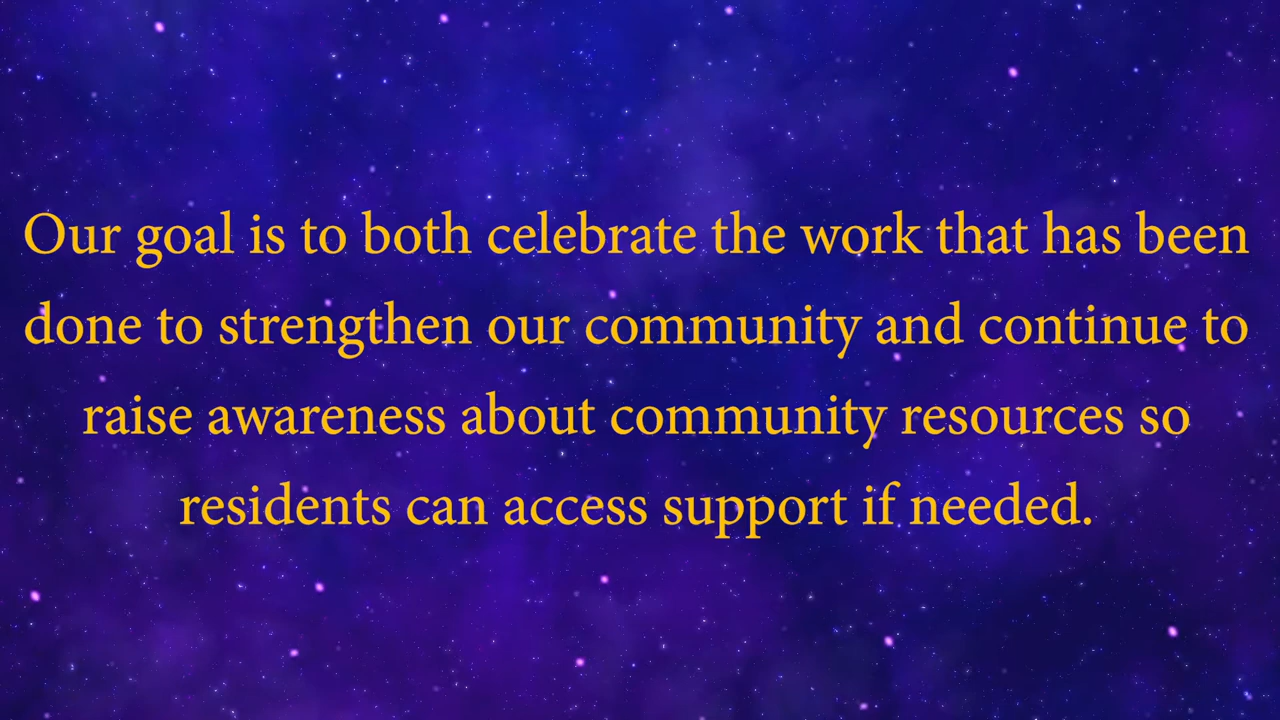 Our goal is to both celebrate the work that has been
done to strengthen our community and continue to
raise awareness about community resources so
residents can access support if needed.